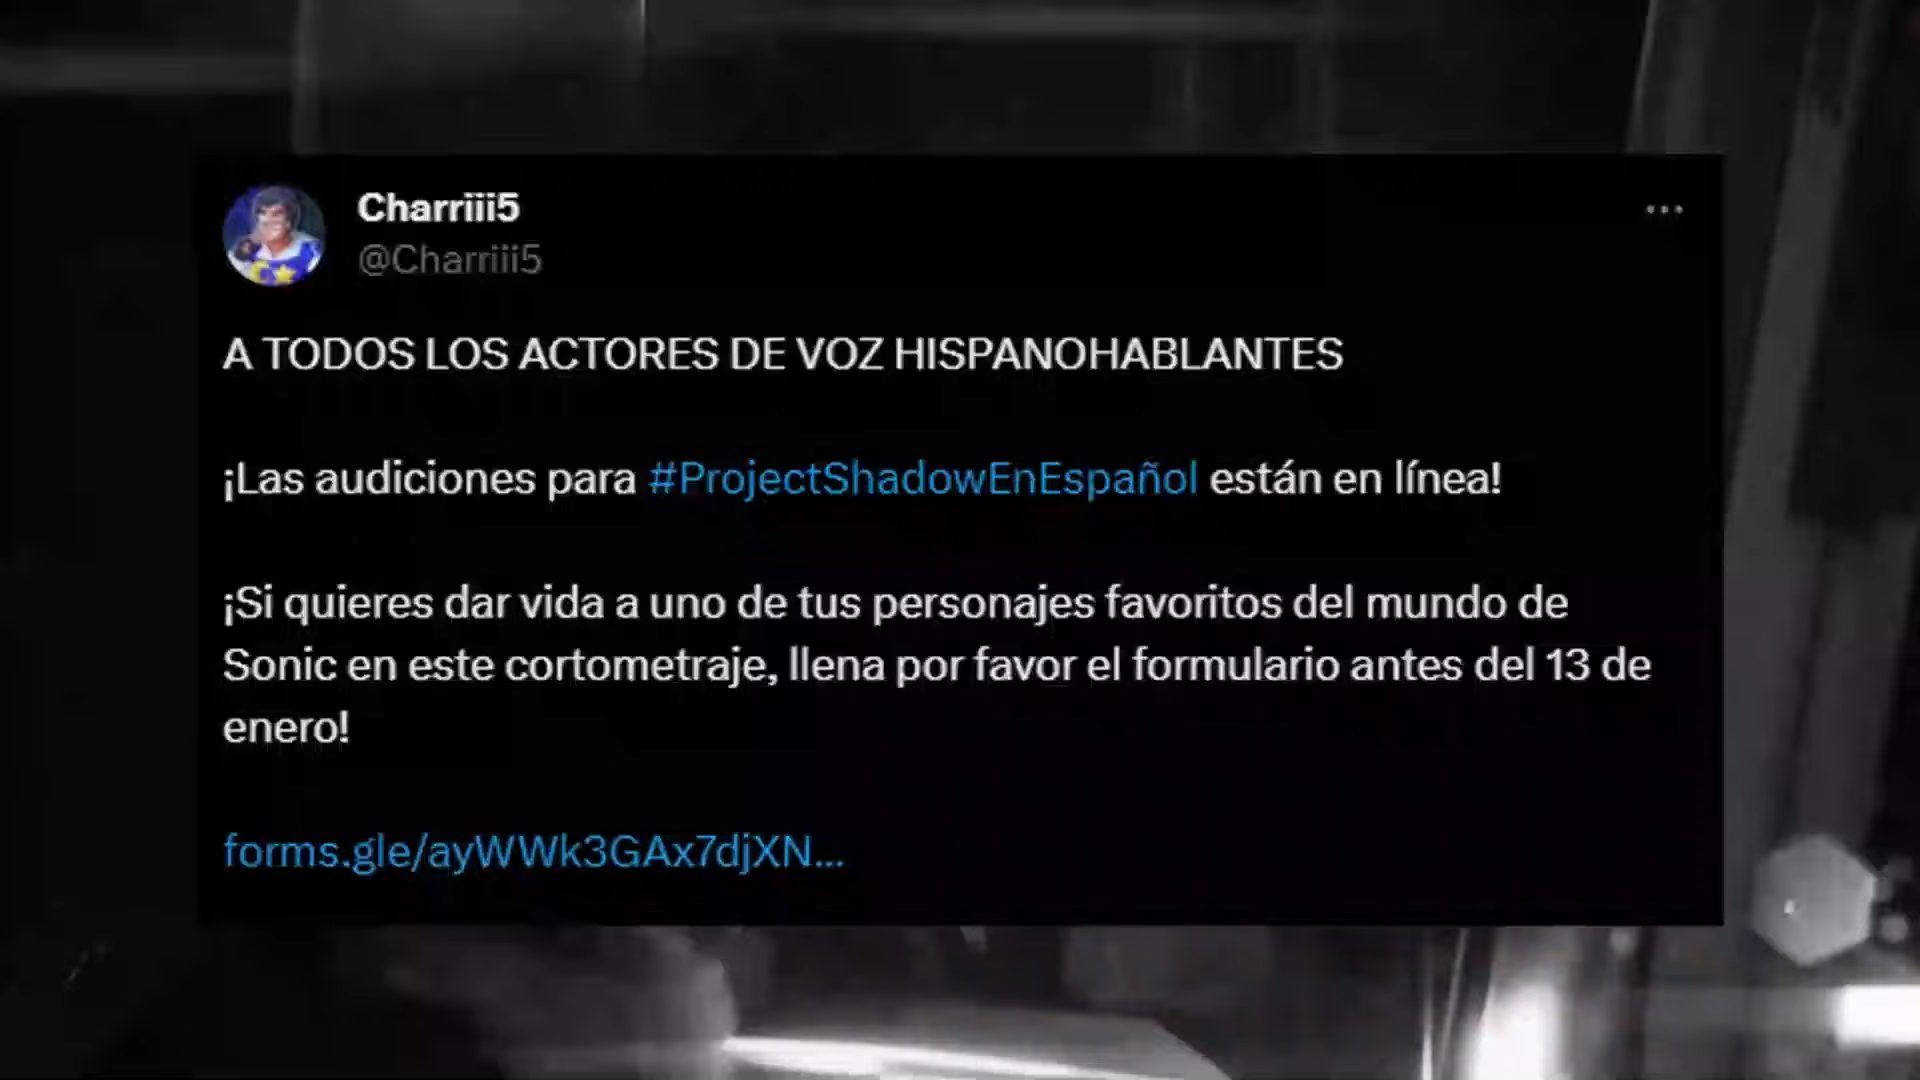 Charriii5
@Charriii5
A TODOS LOS ACTORES DE VOZ HISPANOHABLANTES
¡Las audiciones para #ProjectShadowEnEspañol están en línea!
¡Si quieres dar vida a uno de tus personajes favoritos del mundo de
Sonic en este cortometraje, llena por favor el formulario antes del 13 de
enero!
forms.gle/ayWWk3GAx7djXN...